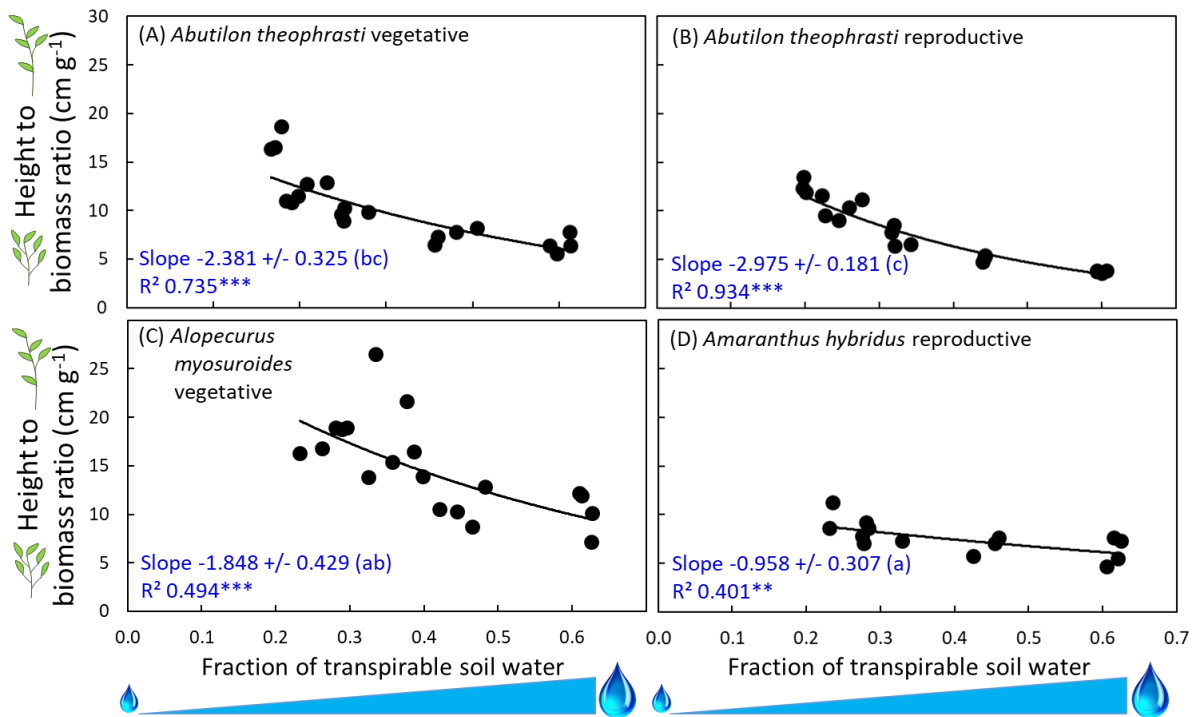 (A) Abutilon theophrasti vegetative
30
25
20
15
10
5
0
Height to
biomass ratio (cm g⁻¹)
Slope -2.381 +/- 0.325 (bc)
R² 0.735***
(B) Abutilon theophrasti reproductive
Slope -2.975 +/- 0.181 (c)
R² 0.934***
(C) Alopecurus
myosuroides
vegetative
25
20
15
10
5
0
Height to
biomass ratio (cm g⁻¹)
Slope -1.848 +/- 0.429 (ab)
R² 0.494***
0.0 0.1 0.2 0.3 0.4 0.5 0.6
Fraction of transpirable soil water
(D) Amaranthus hybridus reproductive
Slope -0.958 +/- 0.307 (a)
R² 0.401**
0.0 0.1 0.2 0.3 0.4 0.5 0.6 0.7
Fraction of transpirable soil water